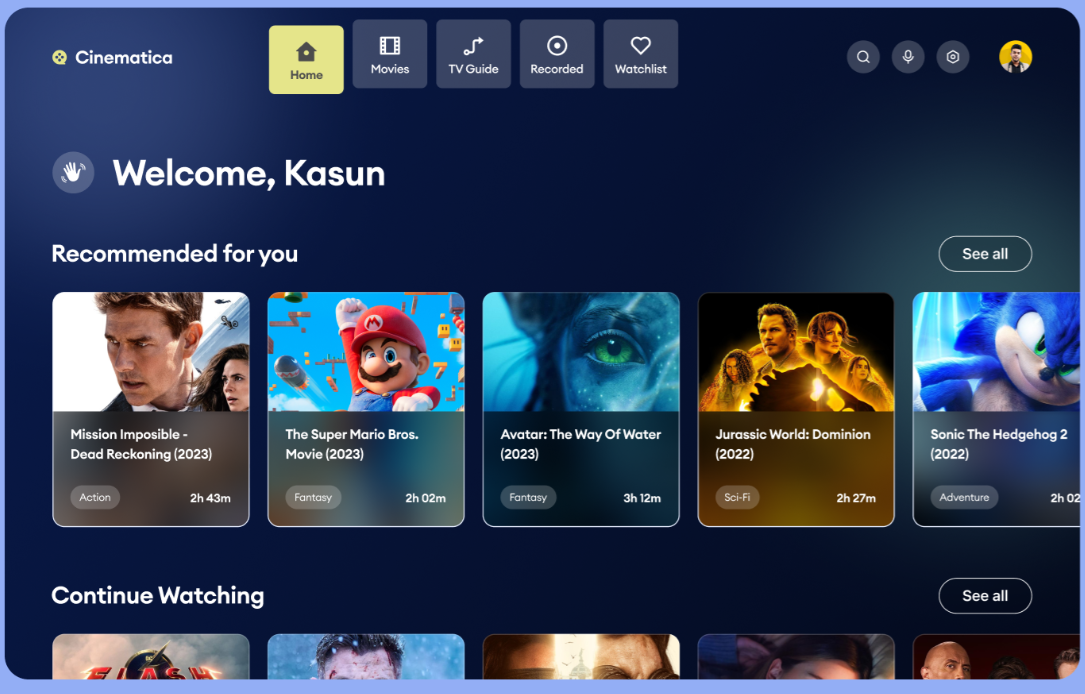 Cinematica
Home
Movies
TV Guide
Recorded
Watchlist
Welcome, Kasun
Recommended for you
See all
Mission Imposible -
Dead Reckoning (2023)
Action
2h 43m
The Super Mario Bros.
Movie (2023)
Fantasy
2h 02m
Avatar: The Way Of Water
(2023)
Fantasy
3h 12m
Jurassic World: Dominion
(2022)
Sci-Fi
2h 27m
Sonic The Hedgehog 2
(2022)
Adventure
2h 02
Continue Watching
See all
FLASH